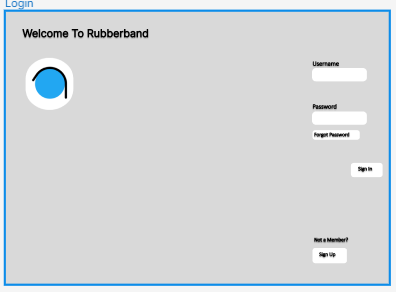 Login
Welcome To Rubberband
Username
Password
Forgot Password
Sign In
Not a Member?
Sign Up